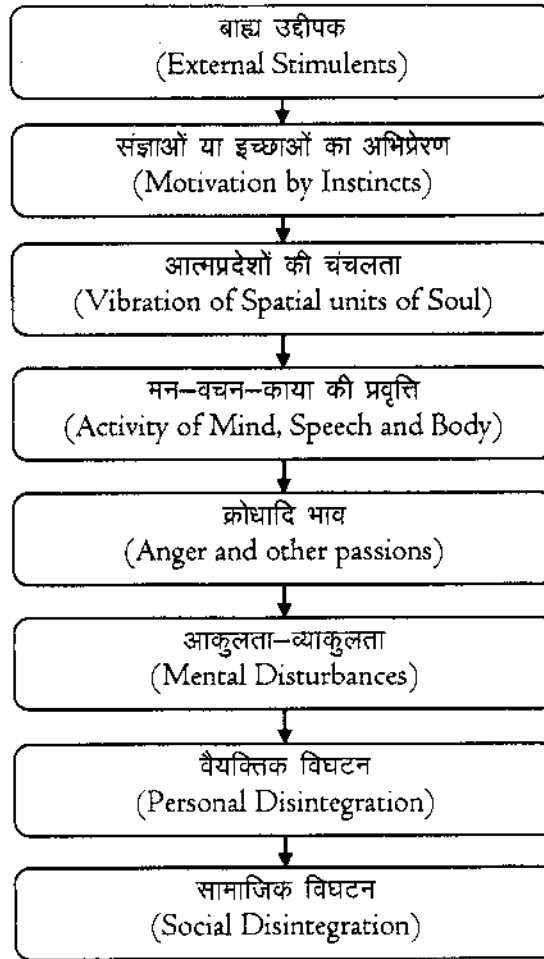 बाह्य उद्दीपक
(External Stimulents)
संज्ञाओं या इच्छाओं का अभिप्रेरण
(Motivation by Instincts)
आत्मप्रदेशों की चंचलता
(Vibration of Spatial units of Soul)
मन–वचन–काया की प्रवृत्ति
(Activity of Mind, Speech and Body)
क्रोधादि भाव
(Anger and other passions)
आकुलता–व्याकुलता
(Mental Disturbances)
वैयक्तिक विघटन
(Personal Disintegration)
सामाजिक विघटन
(Social Disintegration)